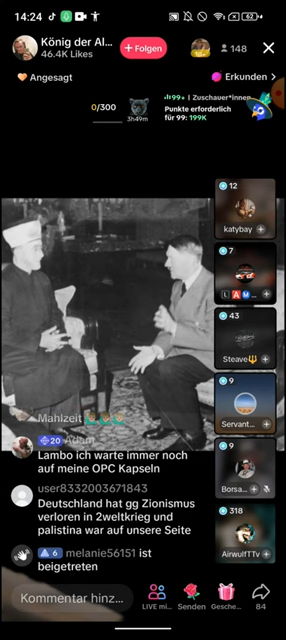 14:24
62
König der Al...
46.4K Likes
+ Folgen
148
Angesagt
Erkunden >
0/300
3h49m
99+ | Zuschauer*innen
Punkte erforderlich
für 99: 199K
12
katybay
7
L A M...
43
Steave🔱
9
Servant...
9
Borsa...
318
AirwulfTTv
Mahlzeit
20 Adam
Lambo ich warte immer noch
auf meine OPC Kapseln
user8332003671843
Deutschland hat gg Zionismus
verloren in 2weltkrieg und
palistina war auf unsere Seite
6 melanie56151 ist
beigetreten
Kommentar hinz...
LIVE mi...
Senden
Gesche...
84